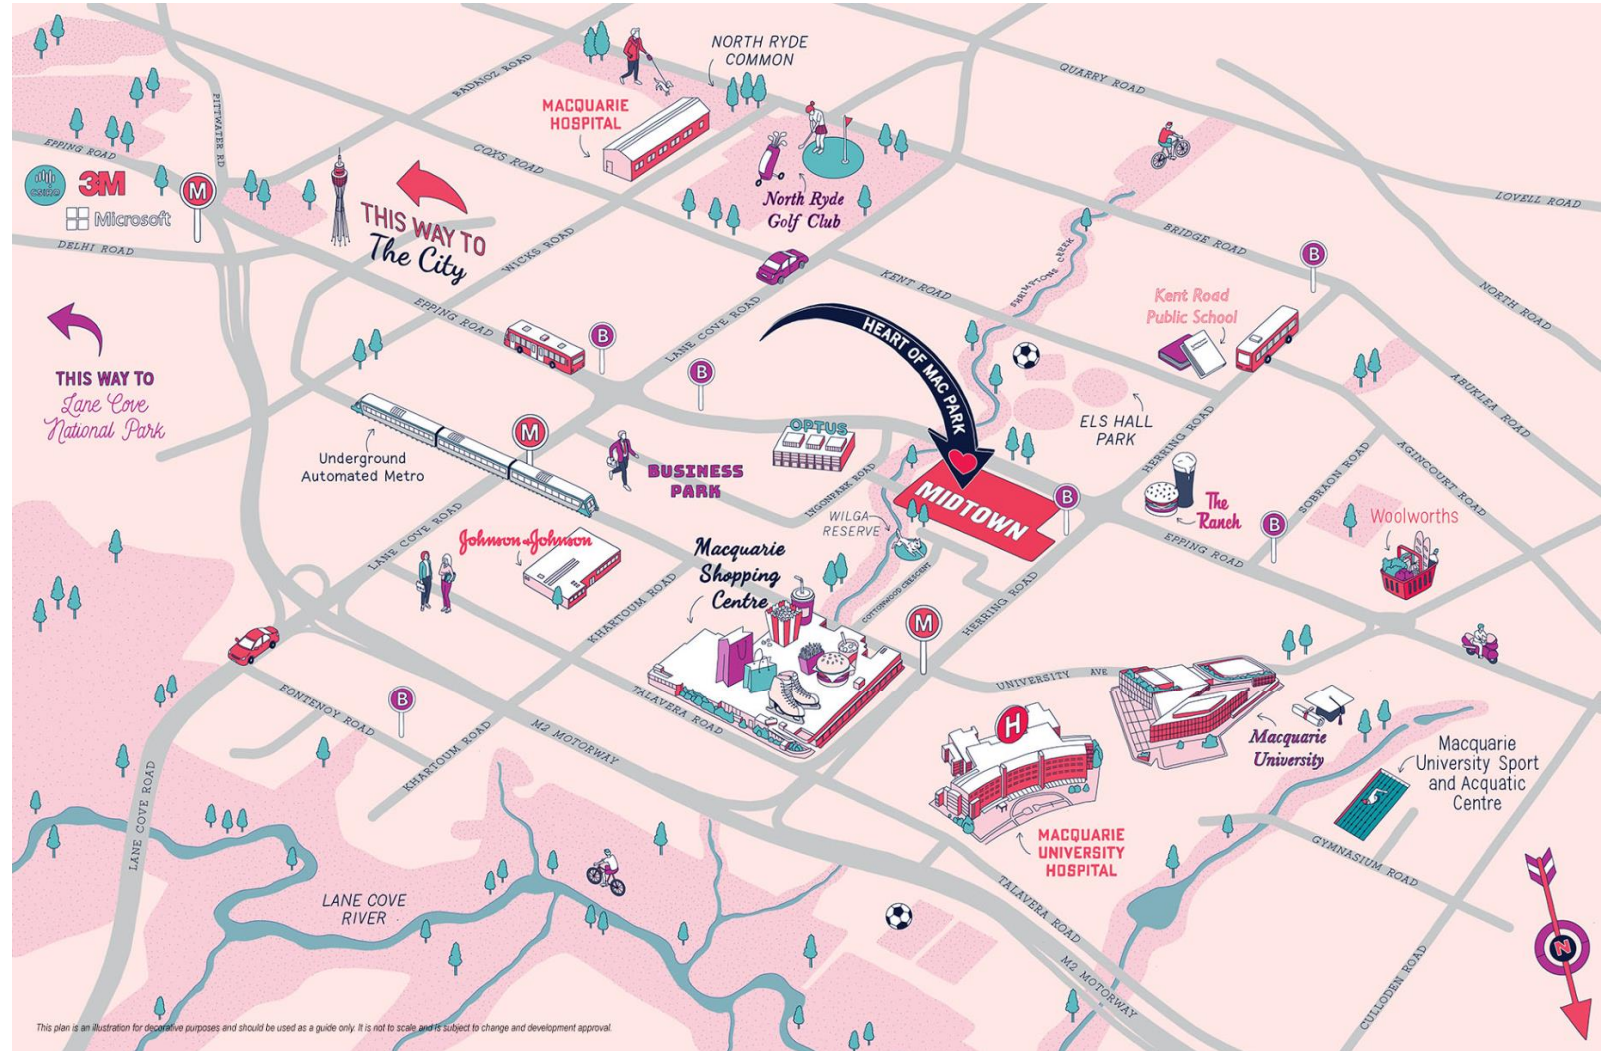 NORTH RYDE
COMMON
QUARRY ROAD
BADAJOZ ROAD
PITTWATER RD
MACQUARIE
HOSPITAL
EPPING ROAD
COXS ROAD
CSIRO
3M
Microsoft
M
DELHI ROAD
THIS WAY TO
The City
WICKS ROAD
North Ryde
Golf Club
LOVELL ROAD
BRIDGE ROAD
B
SHRIMPTONS CREEK
KENT ROAD
NORTH ROAD
Kent Road
Public School
EPPING ROAD
LANE COVE ROAD
B
B
HEART OF MAC PARK
THIS WAY TO
Lane Cove
National Park
ABUKLEA ROAD
ELS HALL
PARK
HERRING ROAD
OPTUS
M
Underground
Automated Metro
BUSINESS
PARK
MIDTOWN
B
SOBRAON ROAD
AGINCOURT ROAD
The
Ranch
B
Woolworths
WILGA
RESERVE
EPPING ROAD
LANE COVE ROAD
Johnson & Johnson
Macquarie
Shopping
Centre
KHARTOUM ROAD
COTTONWOOD CRESCENT
HERRING ROAD
M
UNIVERSITY AVE
FONTENOY ROAD
B
TALAVERA ROAD
M2 MOTORWAY
KHARTOUM ROAD
H
Macquarie
University
Macquarie
University Sport
and Acquatic
Centre
LANE COVE ROAD
MACQUARIE
UNIVERSITY
HOSPITAL
GYMNASIUM ROAD
LANE COVE
RIVER
TALAVERA ROAD
M2 MOTORWAY
CULLODEN ROAD
N
This plan is an illustration for decorative purposes and should be used as a guide only. It is not to scale and is subject to change and development approval.